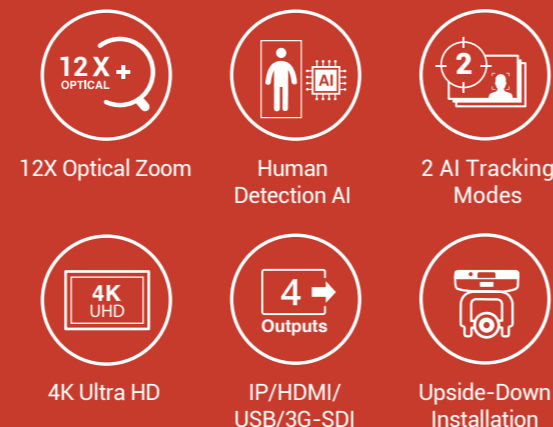 12X+
OPTICAL
AI
2
12X Optical Zoom
Human
Detection AI
2 AI Tracking
Modes
4K
UHD
4
Outputs
4K Ultra HD
IP/HDMI/
USB/3G-SDI
Upside-Down
Installation